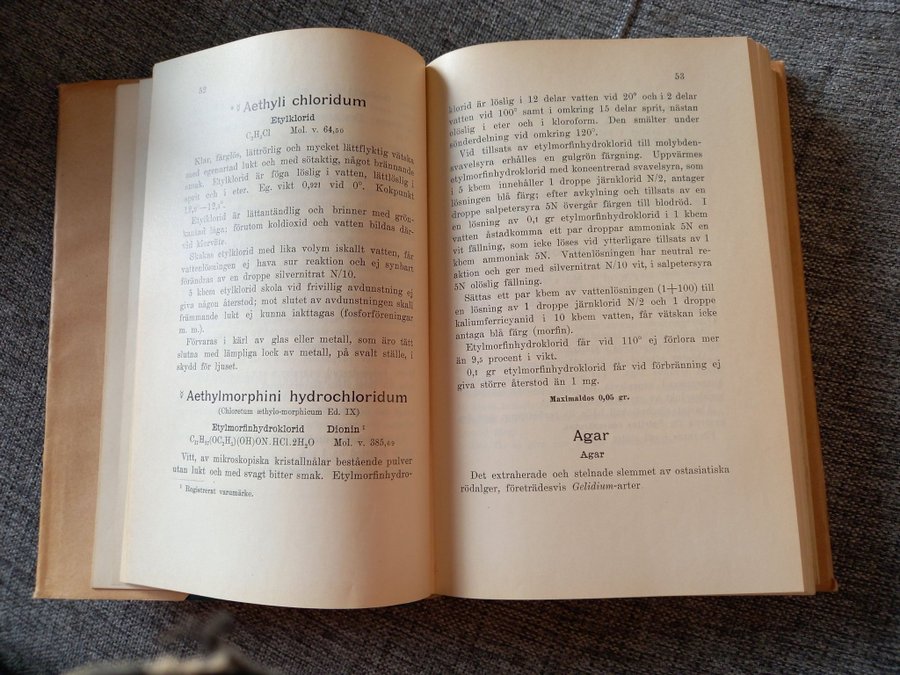 52
*☿ Aethyli chloridum
Etylklorid
C₂H₅Cl Mol. v. 64,50
Klar, färglös, lättrörlig och mycket lättflyktig vätska
med egenartad lukt och med sötaktig, något brännande
smak. Etylklorid är föga löslig i vatten, lättlöslig i
sprit och i eter. Eg. vikt 0,921 vid 0°. Kokpunkt
—12,5°.
Etylklorid är lättantändlig och brinner med grön-
kantad låga; förutom koldioxid och vatten bildas där-
vid klorväte.
Skakas etylklorid med lika volym iskallt vatten, får
vattenlösningen ej hava sur reaktion och ej synbart
förändras av en droppe silvernitrat N/10.
5 kbcm etylklorid skola vid frivillig avdunstning ej
giva någon återstod; mot slutet av avdunstningen skall
främmande lukt ej kunna iakttagas (fosforföreningar
m. m.).
Förvaras i kärl av glas eller metall, som äro tätt
slutna med lämpliga lock av metall, på svalt ställe, i
skydd för ljuset.
☿ Aethylmorphini hydrochloridum
(Chloretum æthylo-morphicum Ed. IX)
Etylmorfinhydroklorid Dionin ¹
C₁₇H₁₇(OC₂H₅)(OH)ON.HCl.2H₂O Mol. v. 385,69
Vitt, av mikroskopiska kristallnålar bestående pulver
utan lukt och med svagt bitter smak. Etylmorfinhydro-
¹ Registrerat varumärke.
53
klorid är löslig i 12 delar vatten vid 20° och i 2 delar
vatten vid 100° samt i omkring 15 delar sprit, nästan
olöslig i eter och i kloroform. Den smälter under
sönderdelning vid omkring 120°.
Vid tillsats av etylmorfinhydroklorid till molybden-
svavelsyra erhålles en gulgrön färgning. Uppvärmes
etylmorfinhydroklorid med koncentrerad svavelsyra, som
i 5 kbcm innehåller 1 droppe järnklorid N/2, antager
lösningen blå färg; efter avkylning och tillsats av en
droppe salpetersyra 5N övergår färgen till blodröd. I
en lösning av 0,1 gr etylmorfinhydroklorid i 1 kbcm
vatten åstadkomma ett par droppar ammoniak 5N en
vit fällning, som icke löses vid ytterligare tillsats av 1
kbcm ammoniak 5N. Vattenlösningen har neutral re-
aktion och ger med silvernitrat N/10 vit, i salpetersyra
5N olöslig fällning.
Sättas ett par kbcm av vattenlösningen (1+100) till
en lösning av 1 droppe järnklorid N/2 och 1 droppe
kaliumferricyanid i 10 kbcm vatten, får vätskan icke
antaga blå färg (morfin).
Etylmorfinhydroklorid får vid 110° ej förlora mer
än 9,5 procent i vikt.
0,1 gr etylmorfinhydroklorid får vid förbränning ej
giva större återstod än 1 mg.
Maximaldos 0,05 gr.
Agar
Agar
Det extraherade och stelnade slemmet av ostasiatiska
rödalger, företrädesvis Gelidium-arter